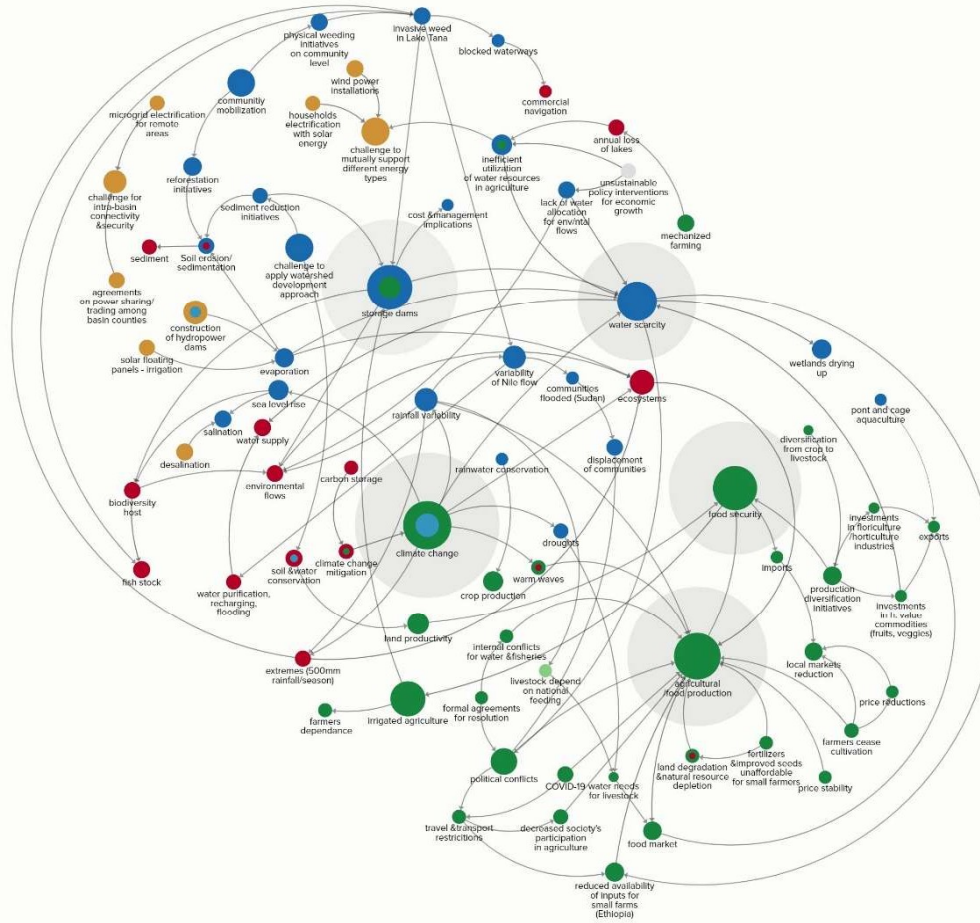 invasive weed
in Lake Tana
physical weeding
initiatives
on community
level
blocked waterways
wind power
installations
communitiy
mobilization
commercial
navigation
microgrid electrification
for remote
areas
households
electrification
with solar
energy
challenge to
mutually support
different energy
types
annual loss
of lakes
inefficient
utilization
of water resources
in agriculture
unsustainable
policy interventions
for economic
growth
reforestation
initiatives
challenge for
intra-basin
connectivity
&security
sediment reduction
initiatives
cost &management
implications
lack of water
allocation
for env/ntal
flows
mechanized
farming
sediment
Soil erosion/
sedimentation
challenge to
apply watershed
development
approach
agreements
on power sharing/
trading among
basin counties
storage dams
water scarcity
construction
of hydropower
dams
solar floating
panels - irrigation
evaporation
variability
of Nile flow
wetlands drying
up
communities
flooded (Sudan)
ecosystems
sea level rise
rainfall variability
pont and cage
aquaculture
salination
water supply
diversification
from crop to
livestock
desalination
rainwater conservation
displacment
of communities
carbon storage
environmental
flows
biodiversity
host
food security
investments
in floriculture
/horticulture
industries
exports
climate change
droughts
fish stock
soil &water
conservation
climate change
mitigation
warm waves
imports
water purification,
recharging,
flooding
crop production
production
diversification
initiatives
investments
in h. value
commodities
(fruits, veggies)
land productivity
internal conflicts
for water &fisheries
extremes (500mm
rainfall/season)
livestock depend
on national
feeding
agricultural
/food production
local markets
reduction
irrigated agriculture
formal agreements
for resolution
price reductions
farmers
dependance
farmers cease
cultivation
political conflicts
land degradation
&natural resource
depletion
fertilizers
&improved seeds
unaffordable
for small farmers
COVID-19
water needs
for livestock
price stability
travel &transport
restricitions
decreased society's
participation
in agriculture
food market
reduced availability
of inputs for
small farms
(Ethiopia)